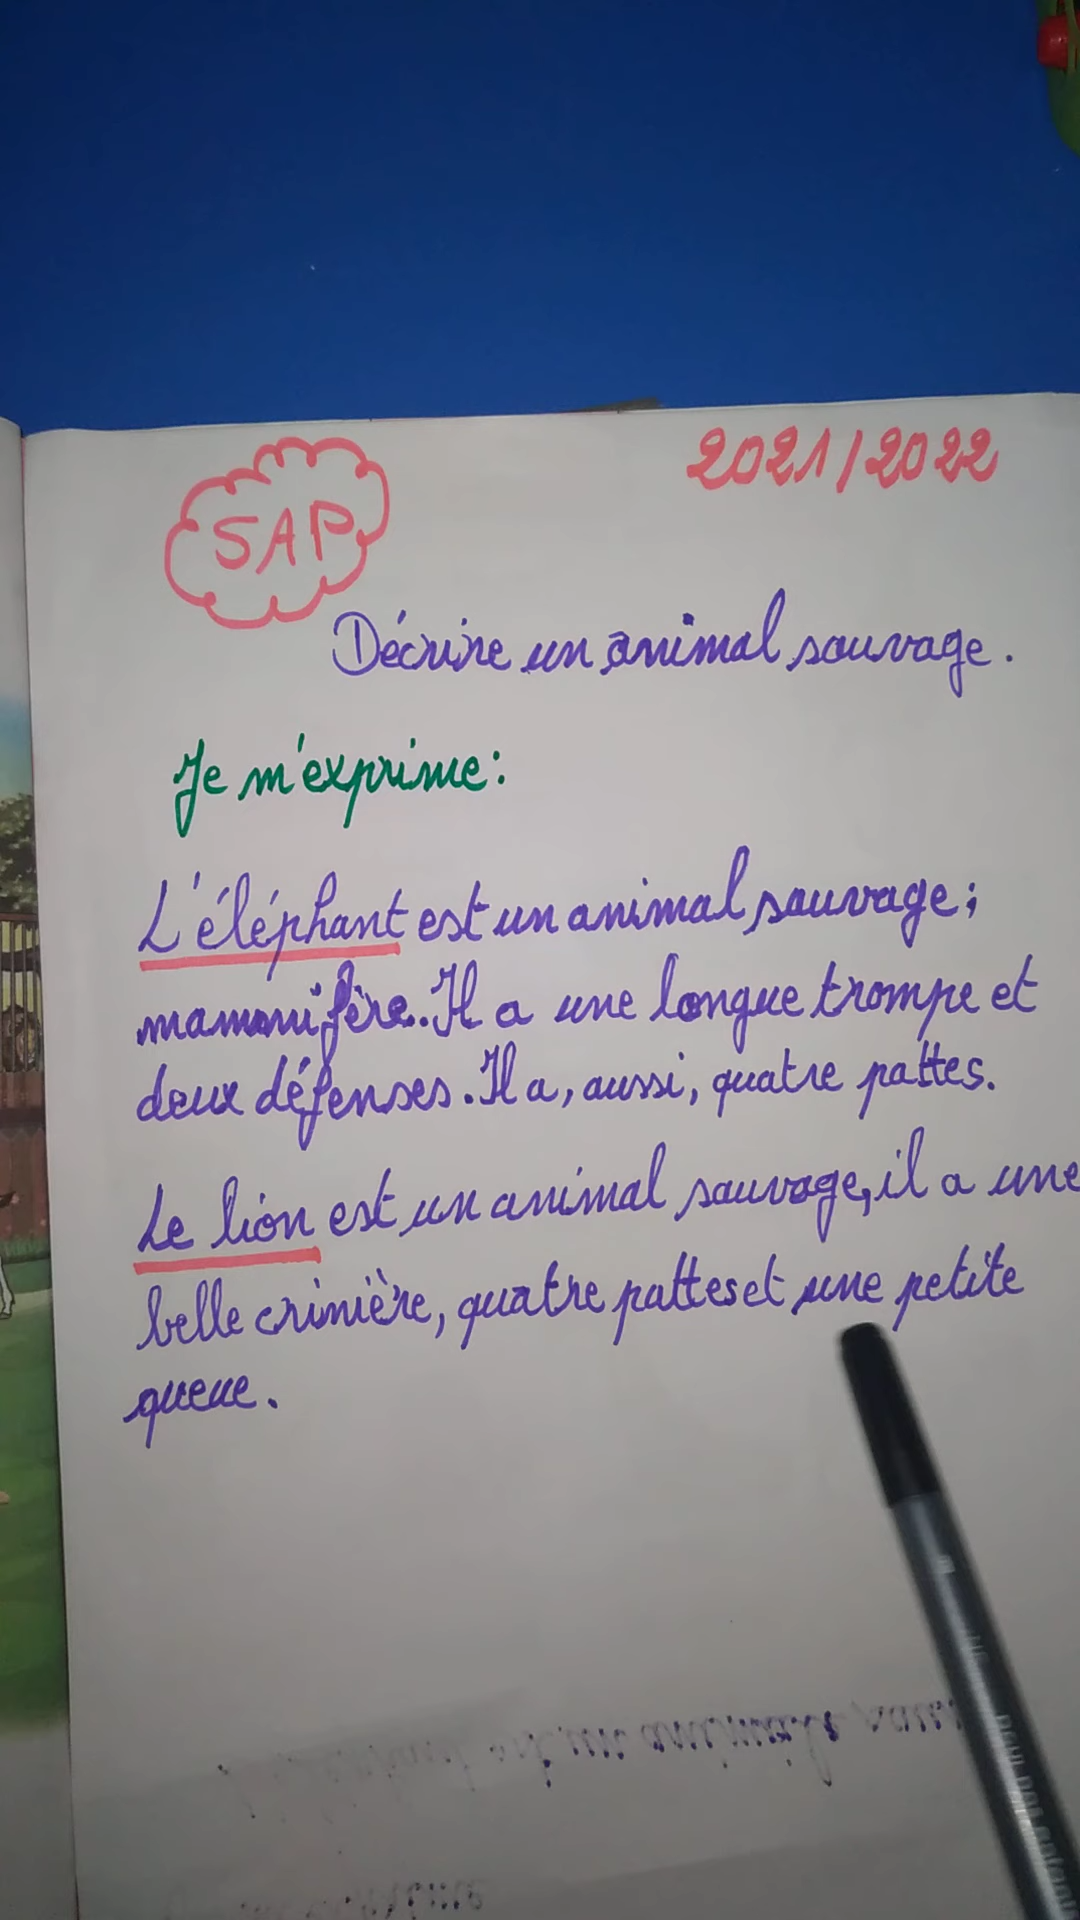 SAP
2021/2022
Décrire un animal sauvage.
Je m'exprime:
L'éléphant est un animal sauvage;
mammifère. Il a une longue trompe et
deux défenses. Il a, aussi, quatre pattes.
Le lion est un animal sauvage, il a une
belle crinière, quatre pattes et une petite
queue.